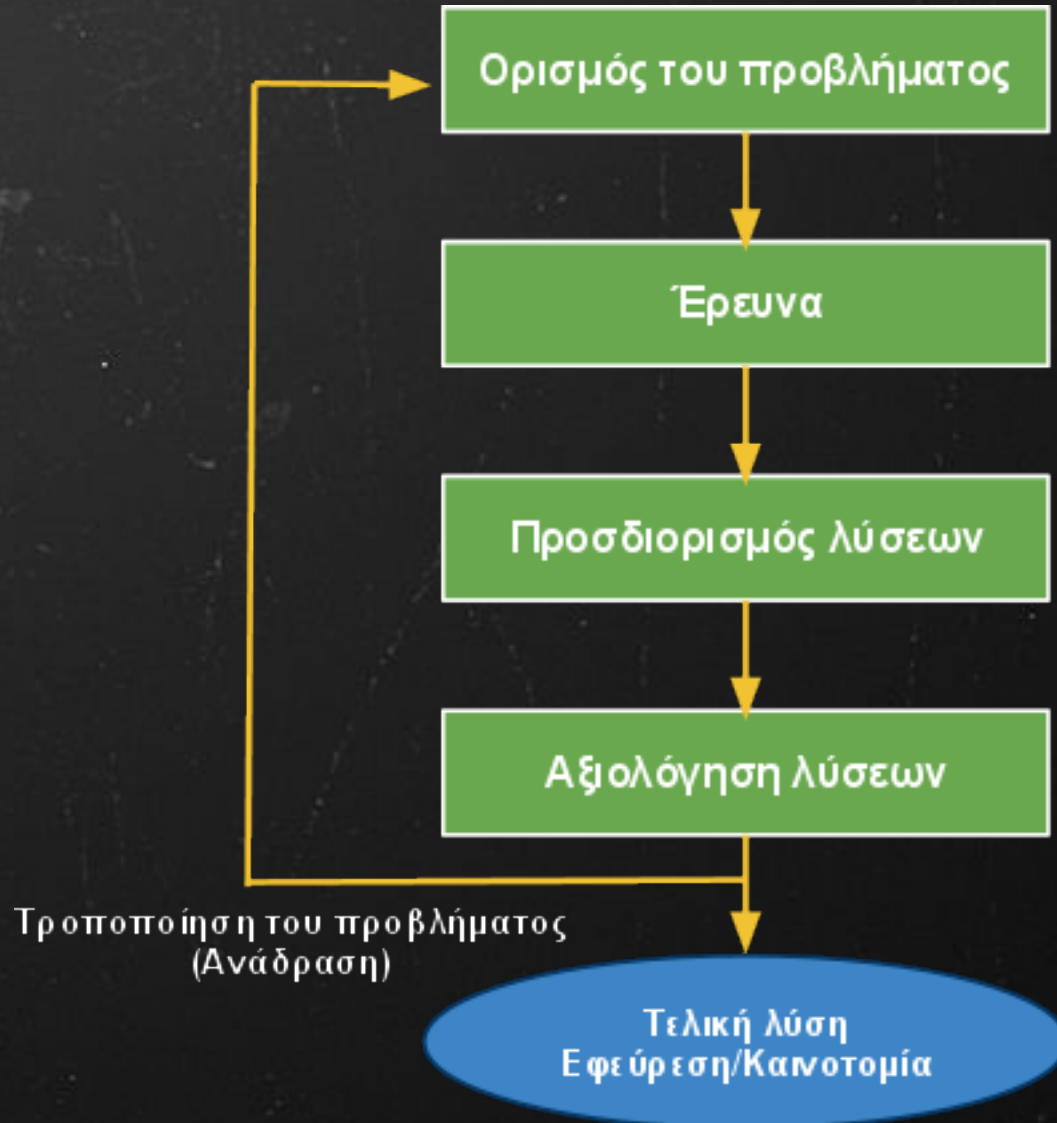 Ορισμός του προβλήματος
Έρευνα
Προσδιορισμός λύσεων
Αξιολόγηση λύσεων
Τροποποίηση του προβλήματος
(Ανάδραση)
Τελική λύση
Εφεύρεση/Καινοτομία